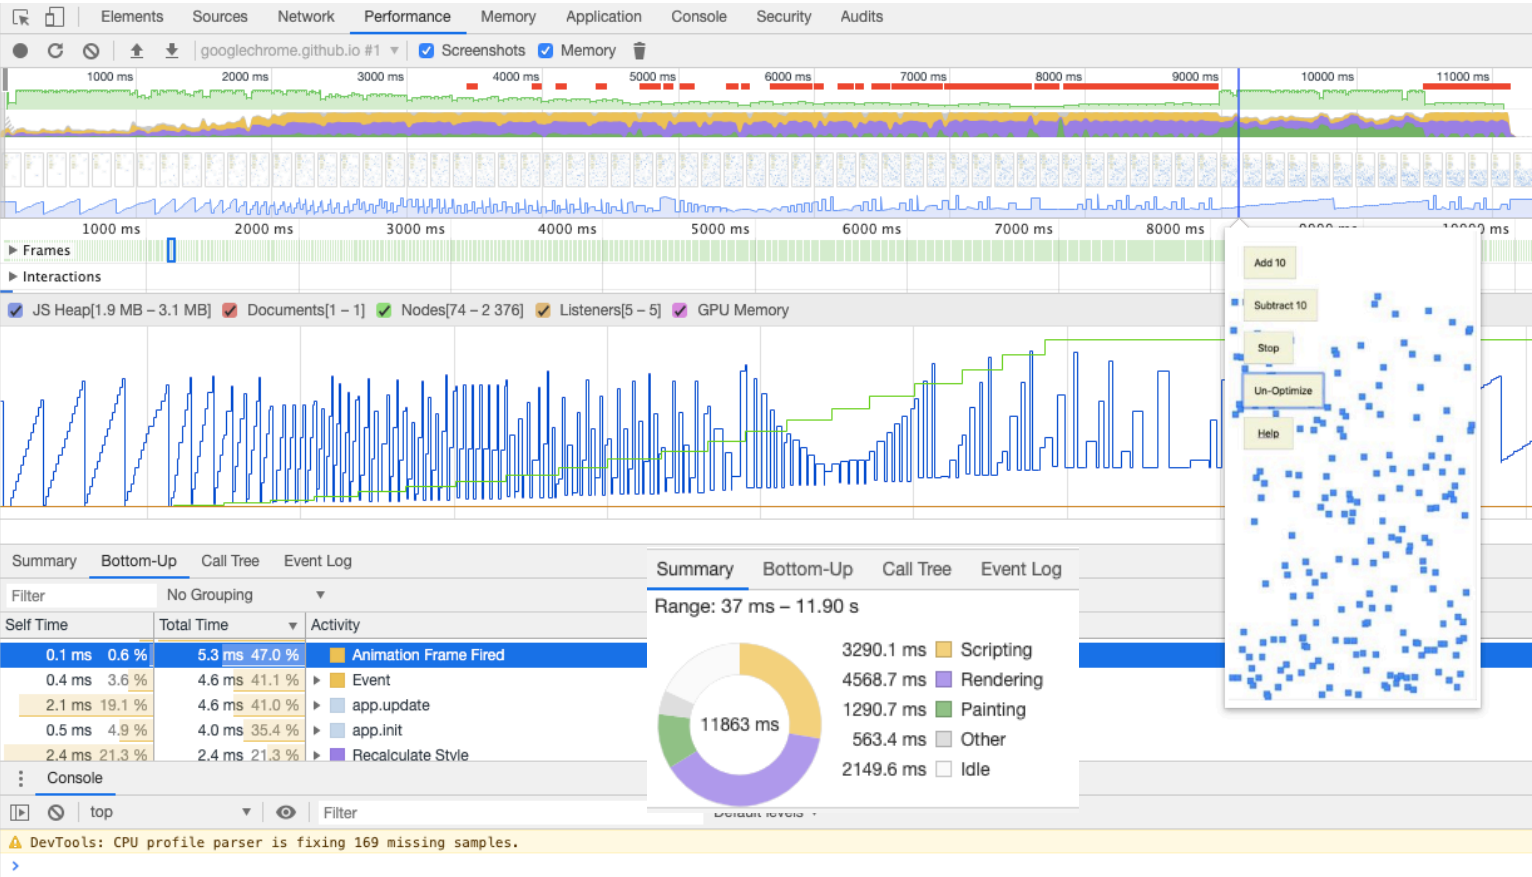 Elements Sources Network Performance Memory Application Console Security Audits
googlechrome.github.io #1 Screenshots Memory
1000 ms 2000 ms 3000 ms 4000 ms 5000 ms 6000 ms 7000 ms 8000 ms 9000 ms 10000 ms 11000 ms
1000 ms 2000 ms 3000 ms 4000 ms 5000 ms 6000 ms 7000 ms 8000 ms 9000 ms 10000 ms
Frames
Interactions
JS Heap[1.9 MB – 3.1 MB] Documents[1 – 1] Nodes[74 – 2 376] Listeners[5 – 5] GPU Memory
Add 10
Subtract 10
Stop
Un-Optimize
Help
Summary Bottom-Up Call Tree Event Log
Filter No Grouping
Self Time Total Time Activity
0.1 ms 0.6 % 5.3 ms 47.0 % Animation Frame Fired
0.4 ms 3.6 % 4.6 ms 41.1 % Event
2.1 ms 19.1 % 4.6 ms 41.0 % app.update
0.5 ms 4.9 % 4.0 ms 35.4 % app.init
2.4 ms 21.3 % 2.4 ms 21.3 % Recalculate Style
Summary Bottom-Up Call Tree Event Log
Range: 37 ms – 11.90 s
11863 ms
3290.1 ms Scripting
4568.7 ms Rendering
1290.7 ms Painting
563.4 ms Other
2149.6 ms Idle
Console
top Filter Default levels
DevTools: CPU profile parser is fixing 169 missing samples.